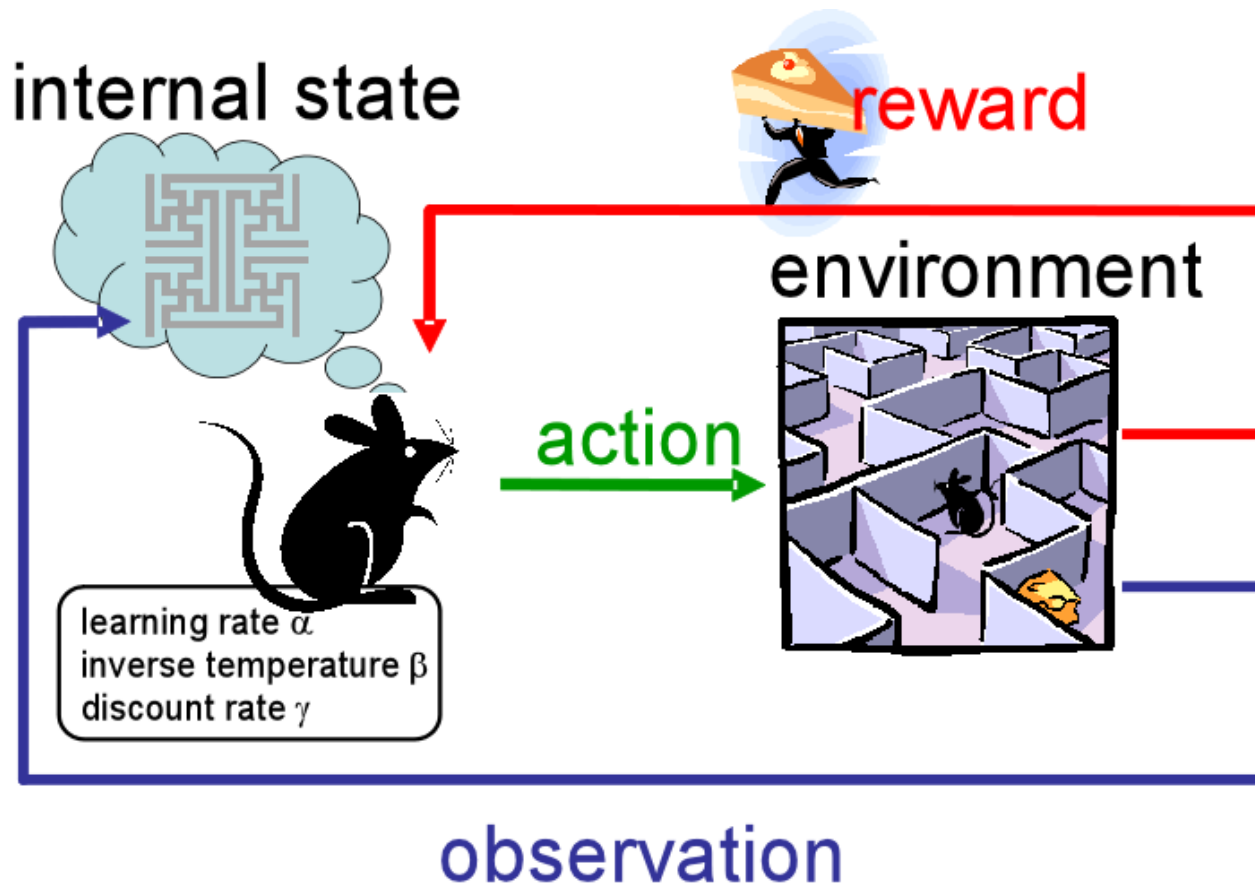 internal state
reward
environment
action
learning rate α
inverse temperature β
discount rate γ
observation